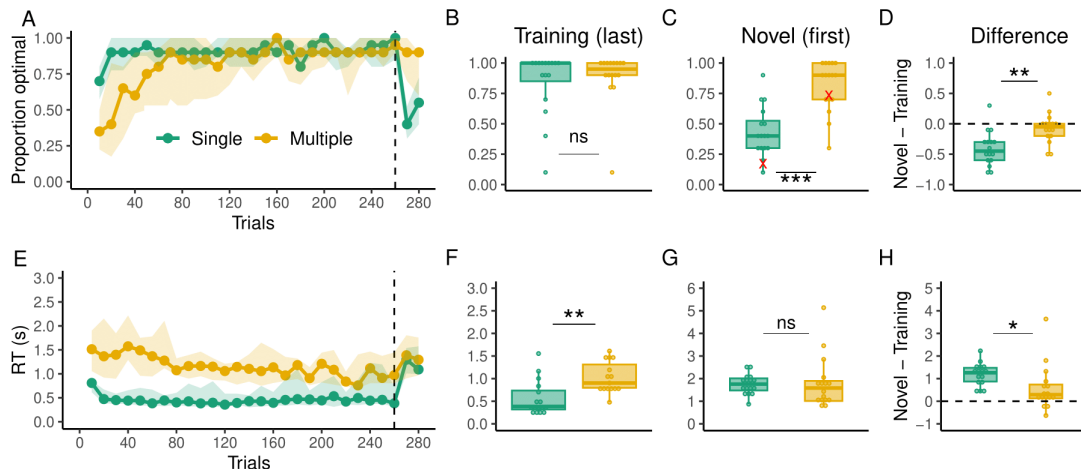 A
Proportion optimal
1.00
0.75
0.50
0.25
0.00
Single Multiple
0 40 80 120 160 200 240 280
Trials
B
Training (last)
1.00
0.75
0.50
0.25
0.00
ns
C
Novel (first)
1.00
0.75
0.50
0.25
0.00
X
X
***
D
Difference
Novel − Training
1.0
0.5
0.0
−0.5
−1.0
**
E
RT (s)
3.0
2.5
2.0
1.5
1.0
0.5
0.0
0 40 80 120 160 200 240 280
Trials
F
3.0
2.5
2.0
1.5
1.0
0.5
0.0
**
G
6
5
4
3
2
1
0
ns
H
Novel − Training
5
4
3
2
1
0
−1
*